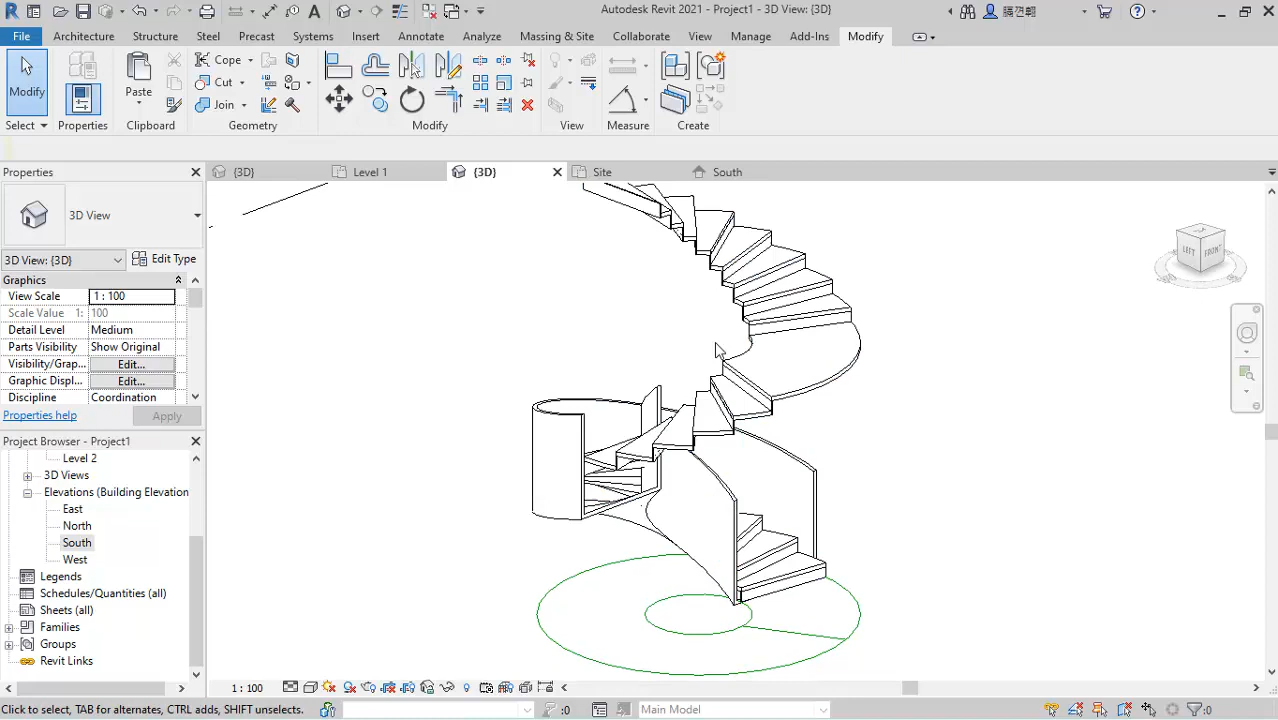 Autodesk Revit 2021 - Project1 - 3D View: {3D}
File Architecture Structure Steel Precast Systems Insert Annotate Analyze Massing & Site Collaborate View Manage Add-Ins Modify
Modify
Paste
Cope
Cut
Join
Select Properties Clipboard Geometry Modify View Measure Create
Properties
{3D} Level 1 {3D} Site South
3D View
3D View: {3D} Edit Type
Graphics
View Scale 1 : 100
Scale Value 1: 100
Detail Level Medium
Parts Visibility Show Original
Visibility/Grap... Edit...
Graphic Displ... Edit...
Discipline Coordination
Properties help Apply
LEFT FRONT
Project Browser - Project1
Level 2
3D Views
Elevations (Building Elevation
East
North
South
West
Legends
Schedules/Quantities (all)
Sheets (all)
Families
Groups
Revit Links
1 : 100
Click to select, TAB for alternates, CTRL adds, SHIFT unselects. :0 Main Model :0